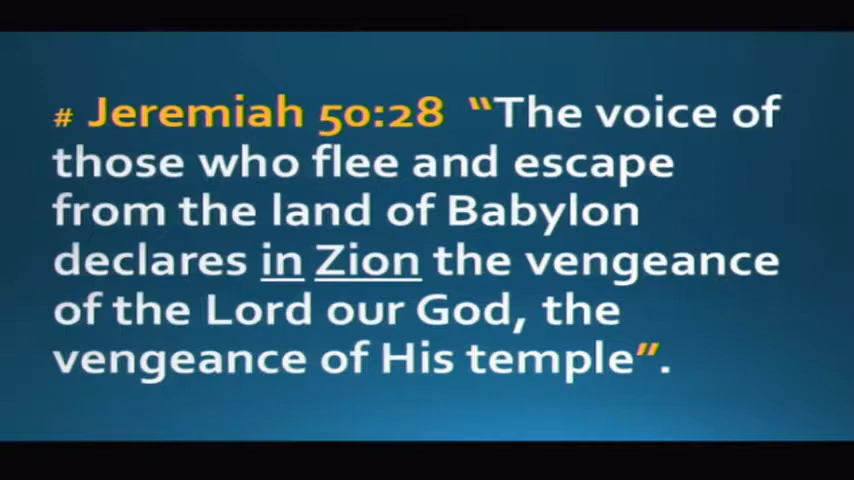 # Jeremiah 50:28 “The voice of
those who flee and escape
from the land of Babylon
declares in Zion the vengeance
of the Lord our God, the
vengeance of His temple”.